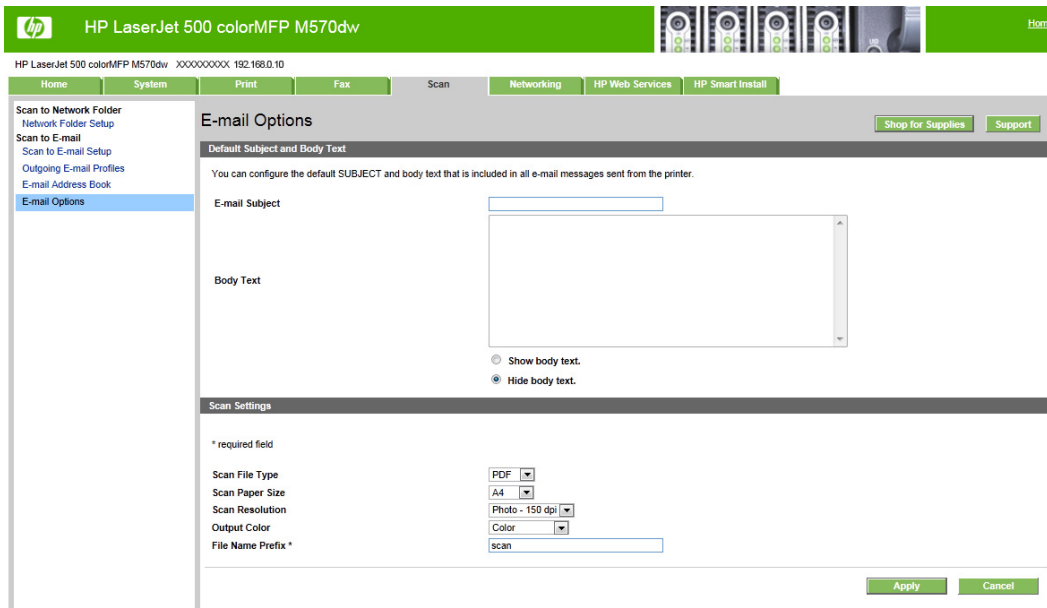 hp HP LaserJet 500 colorMFP M570dw
HP LaserJet 500 colorMFP M570dw XXXXXXXXX 192.168.0.10
Home System Print Fax Scan Networking HP Web Services HP Smart Install
Scan to Network Folder
Network Folder Setup
Scan to E-mail
Scan to E-mail Setup
Outgoing E-mail Profiles
E-mail Address Book
E-mail Options
E-mail Options
Shop for Supplies Support
Default Subject and Body Text
You can configure the default SUBJECT and body text that is included in all e-mail messages sent from the printer.
E-mail Subject
Body Text
Show body text.
Hide body text.
Scan Settings
* required field
Scan File Type PDF
Scan Paper Size A4
Scan Resolution Photo - 150 dpi
Output Color Color
File Name Prefix * scan
Apply Cancel